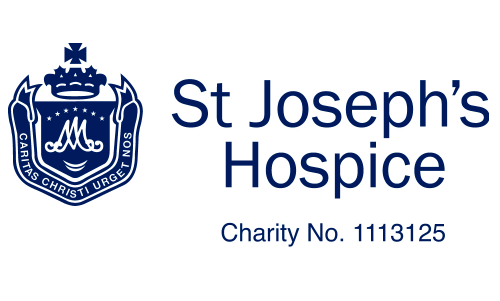 M
CARITAS CHRISTI URGET NOS
St Joseph's
Hospice
Charity No. 1113125